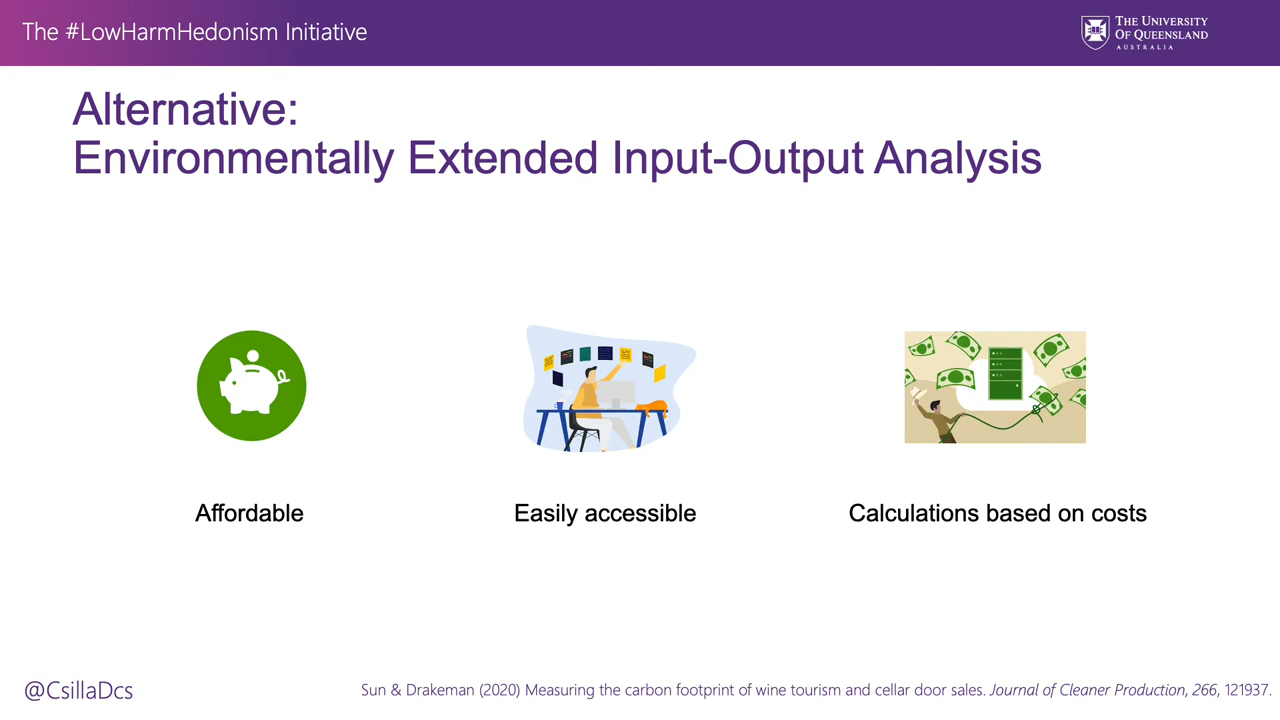 The #LowHarmHedonism Initiative
THE UNIVERSITY
OF QUEENSLAND
AUSTRALIA
Alternative:
Environmentally Extended Input-Output Analysis
Affordable
Easily accessible
Calculations based on costs
@CsillaDcs
Sun & Drakeman (2020) Measuring the carbon footprint of wine tourism and cellar door sales. Journal of Cleaner Production, 266, 121937.